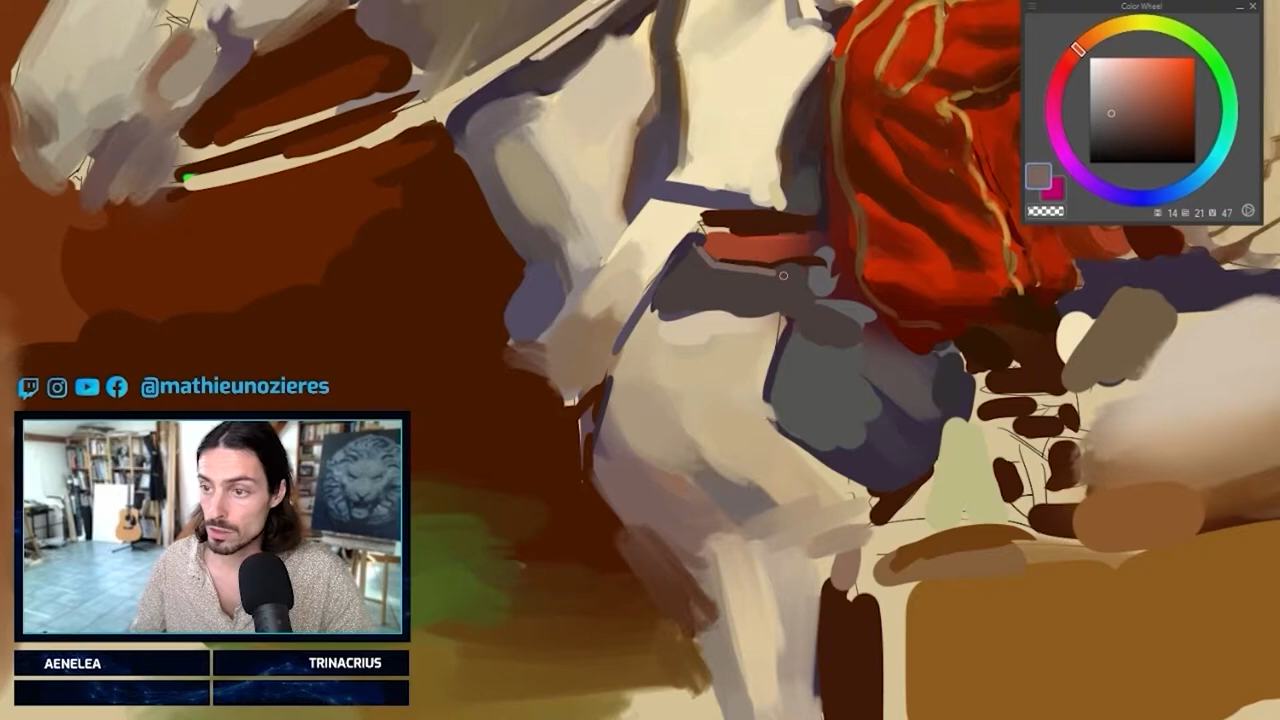 Color Wheel
14 21 47
@mathieunozieres
AENELEA
TRINACRIUS